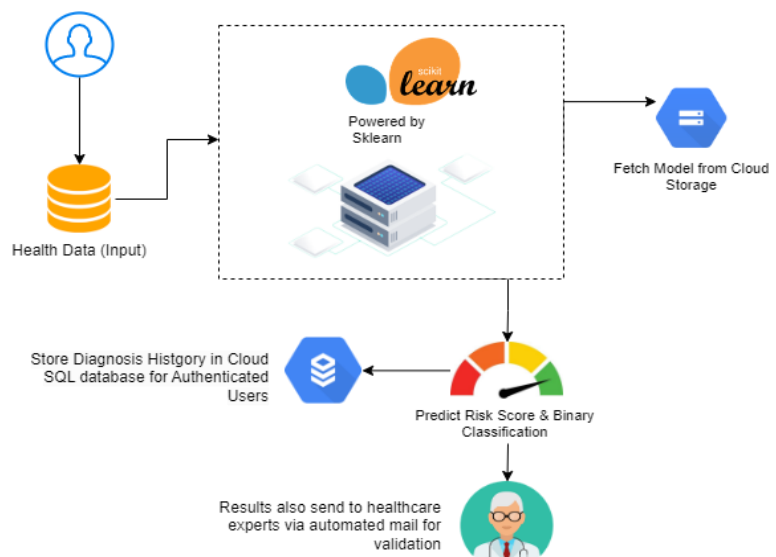 scikit
learn
Powered by
Sklearn
Fetch Model from Cloud
Storage
Health Data (Input)
Store Diagnosis Histgory in Cloud
SQL database for Authenticated
Users
Predict Risk Score & Binary
Classification
Results also send to healthcare
experts via automated mail for
validation